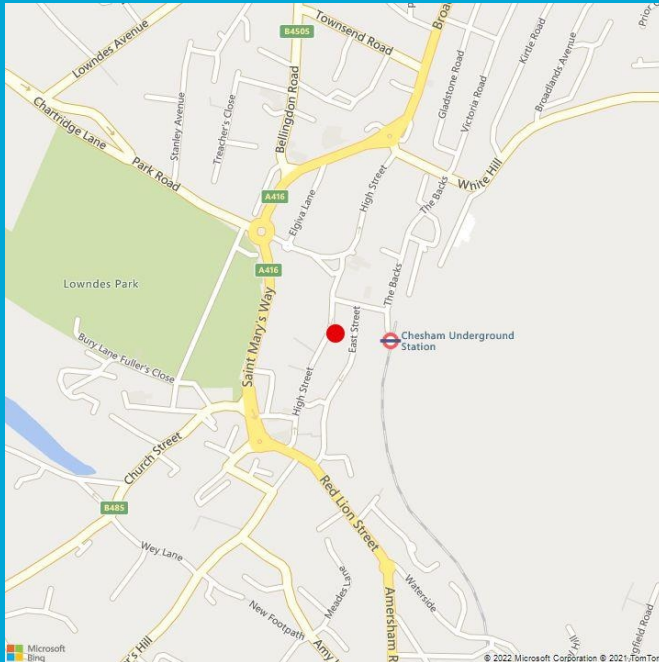 Townsend Road
B4505
Lowndes Avenue
Kirtle Road
Broadlands Avenue
Gladstone Road
Victoria Road
Bellingdon Road
Treacher's Close
Stanley Avenue
Chartridge Lane
Park Road
White Hill
A416
Elgiva Lane
High Street
The Backs
A416
Lowndes Park
The Backs
Saint Mary's Way
East Street
Chesham Underground
Station
Bury Lane Fuller's Close
High Street
Church Street
B485
Red Lion Street
Wey Lane
Waterside
Meades Lane
New Footpath
Microsoft
Bing
© 2022 Microsoft Corporation © 2021 TomTom